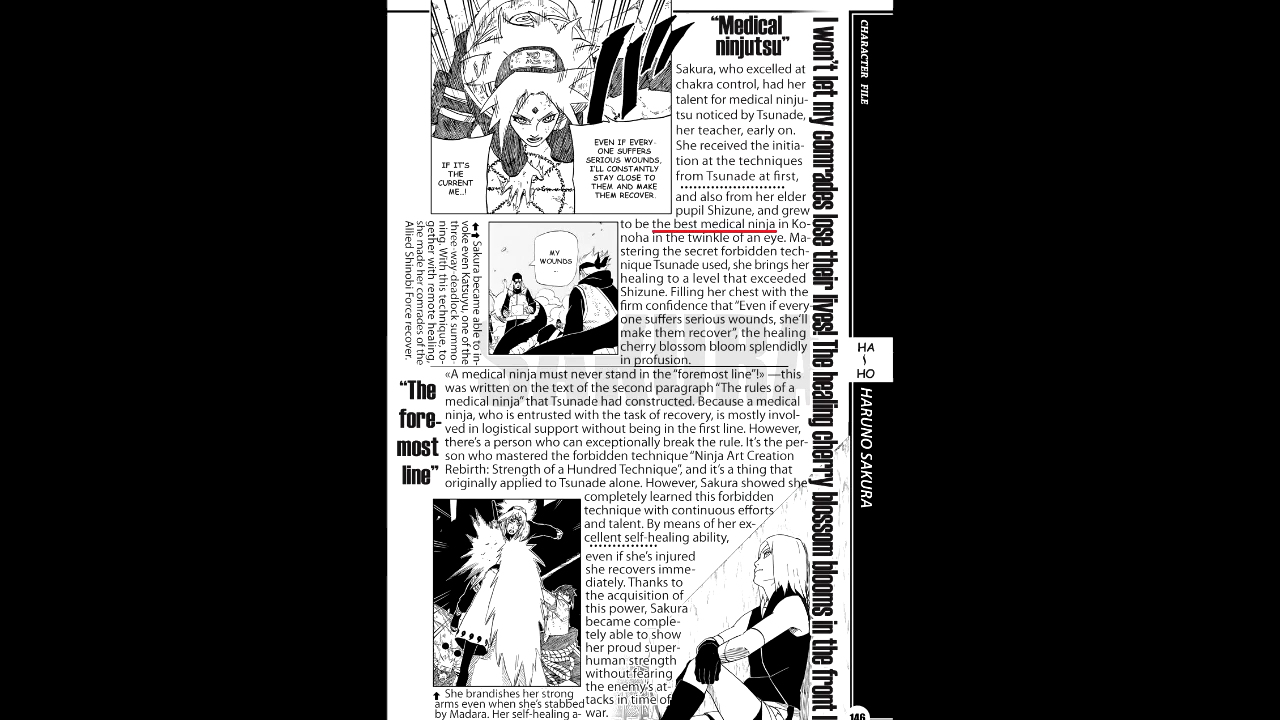 “Medical
ninjutsu”
Sakura, who excelled at
chakra control, had her
talent for medical ninju-
tsu noticed by Tsunade,
her teacher, early on.
She received the initia-
tion at the techniques
from Tsunade at first,
and also from her elder
pupil Shizune, and grew
to be the best medical ninja in Ko-
noha in the twinkle of an eye. Ma-
stering the secret forbidden tech-
nique Tsunade used, she brings her
healing to a level that exceeded
Shizune. Filling her chest with the
firm confidence that “Even if every-
one suffers serious wounds, she’ll
make them recover”, the healing
cherry blossom bloom splendidly
in profusion.
IF IT'S
THE
CURRENT
ME..!
EVEN IF EVERY-
ONE SUFFERS
SERIOUS WOUNDS,
I'LL CONSTANTLY
STAY CLOSE TO
THEM AND MAKE
THEM RECOVER.
MY
WOUNDS
..
Sakura became able to in-
voke even Katsuyu, one of the
three-way-deadlock summo-
ning. With this technique, to-
gether with remote healing,
she made her comrades of the
Allied Shinobi Force recover.
“The
fore-
most
line”
«A medical ninja must never stand in the “foremost line”!» —this
was written on the text of the second paragraph “The rules of a
medical ninja” that Tsunade had constructed. Because a medical
ninja, who is entrusted with the task of recovery, is mostly invol-
ved in logistical support without being in the first line. However,
there’s a person who can exceptionally break the rule. It’s the per-
son who mastered the forbidden technique “Ninja Art Creation
Rebirth: Strength of a Hundred Technique”, and it’s a thing that
originally applied to Tsunade alone. However, Sakura showed she
completely learned this forbidden
technique with continuous efforts
and talent. By means of her ex-
cellent self-healing ability,
even if she’s injured
she recovers imme-
diately. Thanks to
the acquisition of
this power, Sakura
became comple-
tely able to show
her proud super-
human strength
without fearing
the enemy’s at-
tacks in time of
war.
She brandishes her strong
arms even when she’s stabbed
by Madara. Her self-healing a-
I won’t let my comrades lose their lives! The healing cherry blossom blooms in the front l
CHARACTER FILE
HA
~
HO
HARUNO SAKURA
146